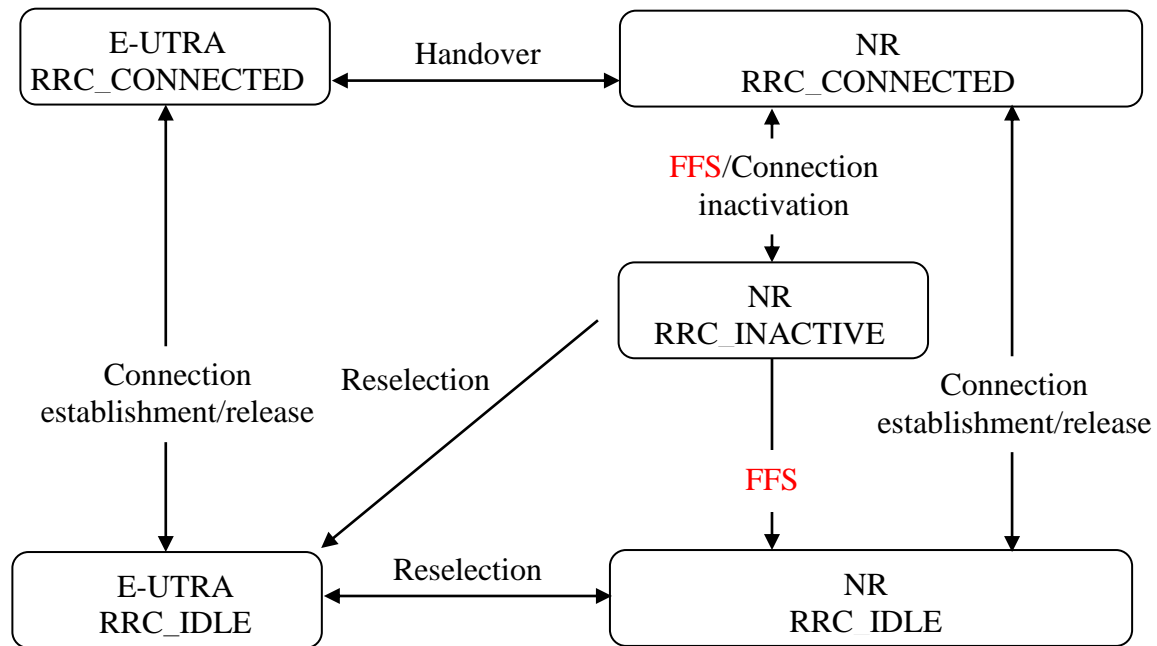 E-UTRA
RRC_CONNECTED
Handover
NR
RRC_CONNECTED
FFS/Connection
inactivation
NR
RRC_INACTIVE
Connection
establishment/release
Reselection
Connection
establishment/release
FFS
E-UTRA
RRC_IDLE
Reselection
NR
RRC_IDLE